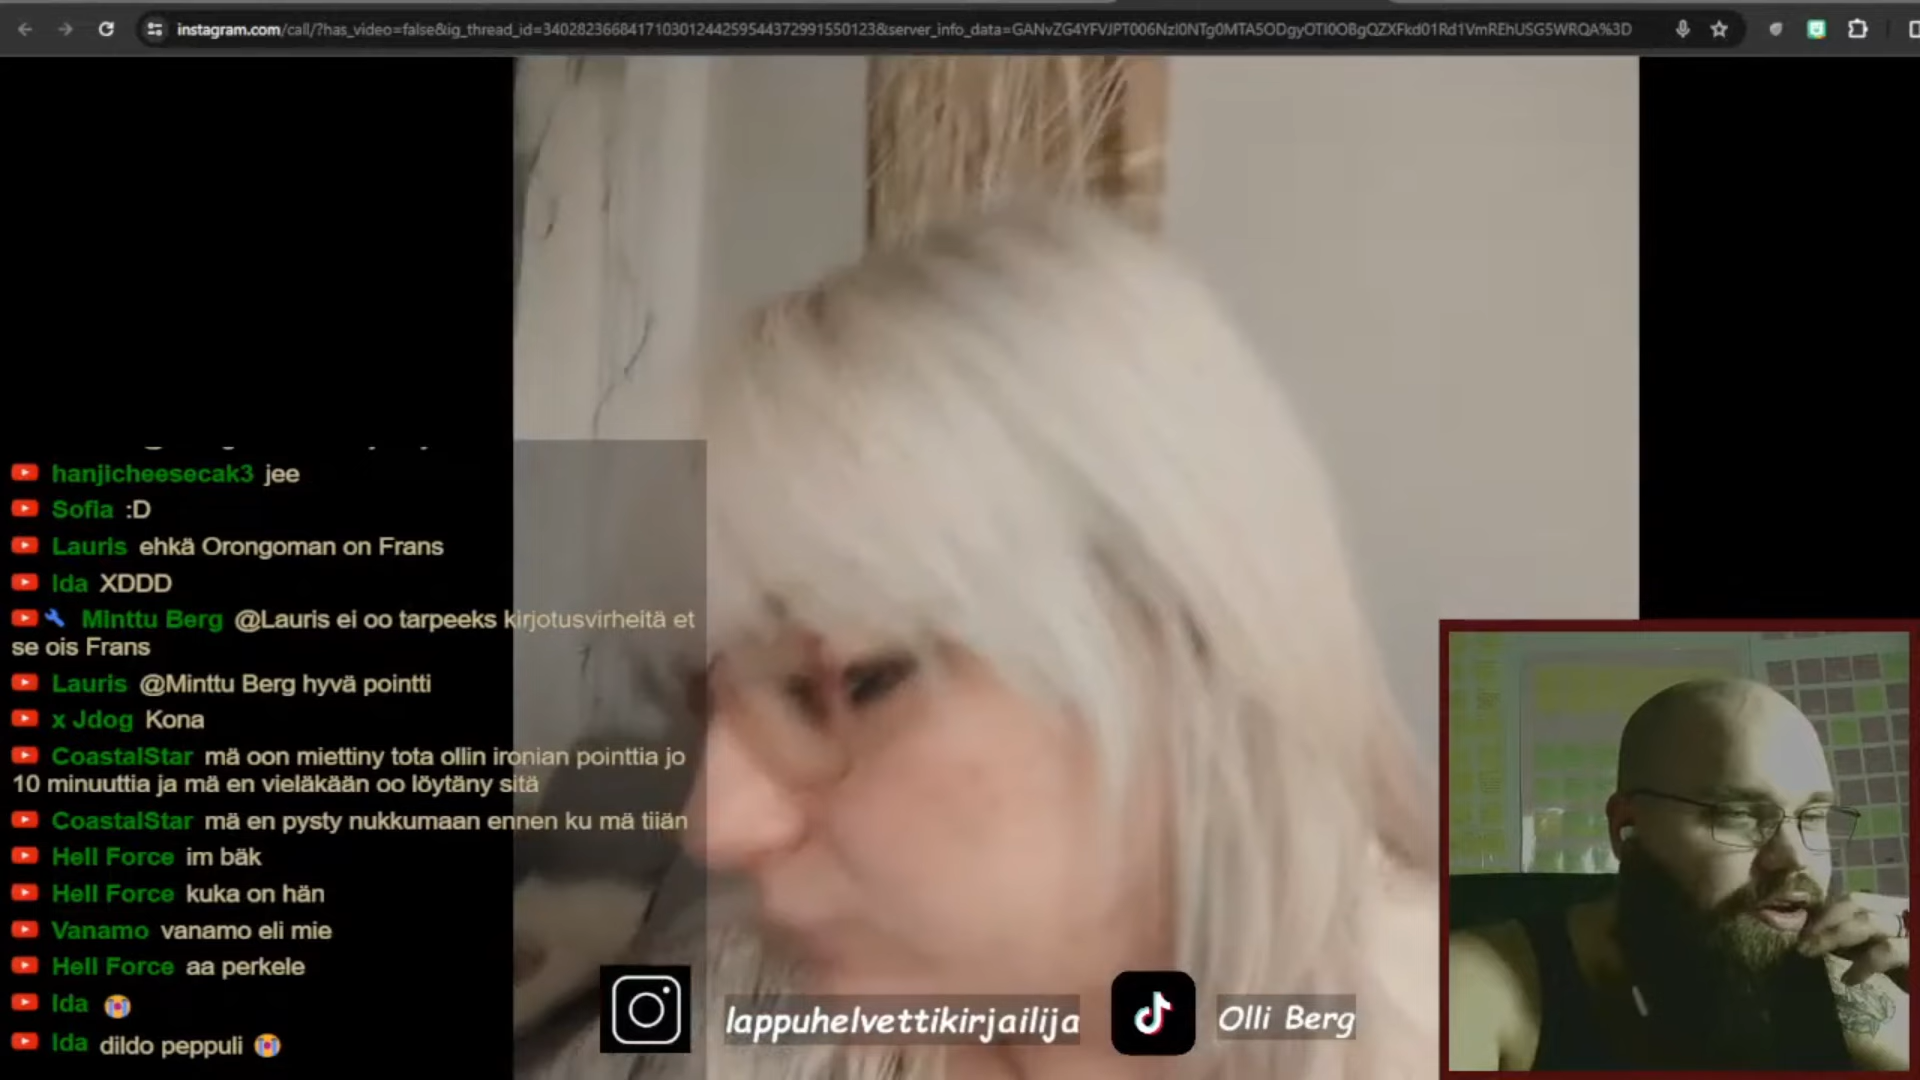 instagram.com/call/?has_video=false&ig_thread_id=340282366841710301244259544372991550123&server_info_data=
hanjicheesecak3 jee
Sofia :D
Lauris ehkä Orongoman on Frans
Ida XDDD
Minttu Berg @Lauris ei oo tarpeeks kirjotusvirheitä et
se ois Frans
Lauris @Minttu Berg hyvä pointti
x Jdog Kona
CoastalStar mä oon miettiny tota ollin ironian pointtia jo
10 minuuttia ja mä en vieläkään oo löytäny sitä
CoastalStar mä en pysty nukkumaan ennen ku mä tiiän
Hell Force im bäk
Hell Force kuka on hän
Vanamo vanamo eli mie
Hell Force aa perkele
Ida 😭
Ida dildo peppuli 😭
lappuhelvettikirjailija
Olli Berg